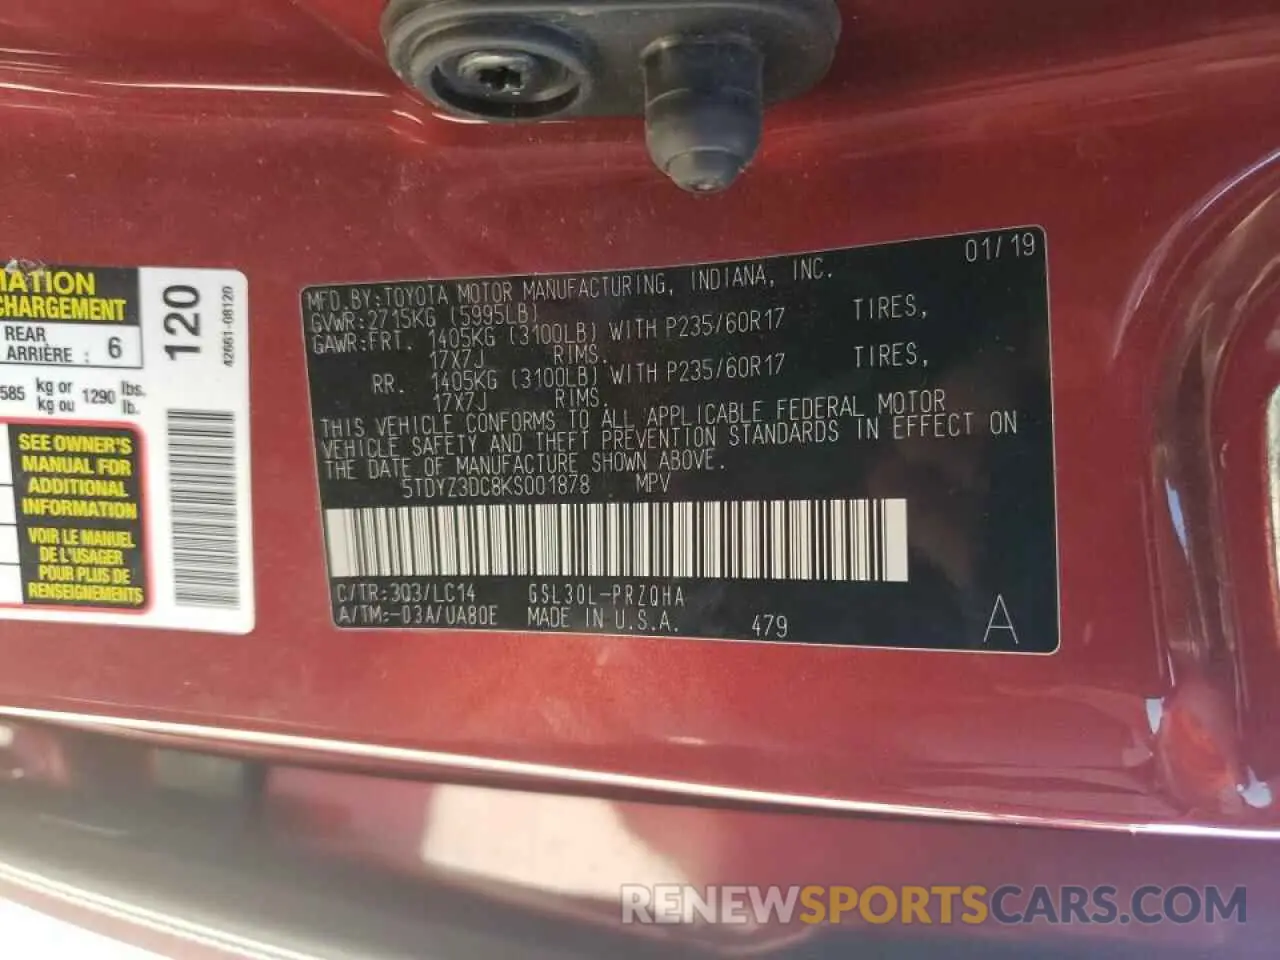 MATION
CHARGEMENT
REAR
ARRIÈRE : 6
585 kg or 1290 lbs.
kg ou lb.
SEE OWNER'S
MANUAL FOR
ADDITIONAL
INFORMATION
VOIR LE MANUEL
DE L'USAGER
POUR PLUS DE
RENSEIGNEMENTS
120
42661-08120
01/19
MFD.BY:TOYOTA MOTOR MANUFACTURING, INDIANA, INC.
GVWR:2715KG (5995LB)
GAWR:FRT. 1405KG (3100LB) WITH P235/60R17 TIRES,
17X7J RIMS.
RR. 1405KG (3100LB) WITH P235/60R17 TIRES,
17X7J RIMS.
THIS VEHICLE CONFORMS TO ALL APPLICABLE FEDERAL MOTOR
VEHICLE SAFETY AND THEFT PREVENTION STANDARDS IN EFFECT ON
THE DATE OF MANUFACTURE SHOWN ABOVE.
5TDYZ3DC8KS001878 MPV
C/TR:3Q3/LC14 GSL30L-PRZQHA
A/TM:-03A/UA80E MADE IN U.S.A. 479
A
RENEWSPORTSCARS.COM